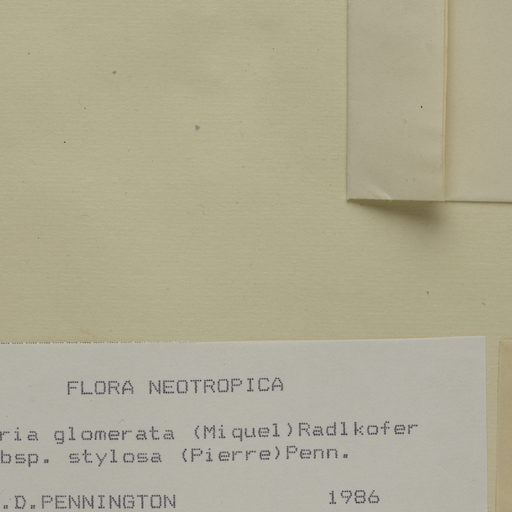 FLORA NEOTROPICA
ria glomerata (Miquel)Radlkofer
bsp. stylosa (Pierre)Penn.
.D.PENNINGTON 1986